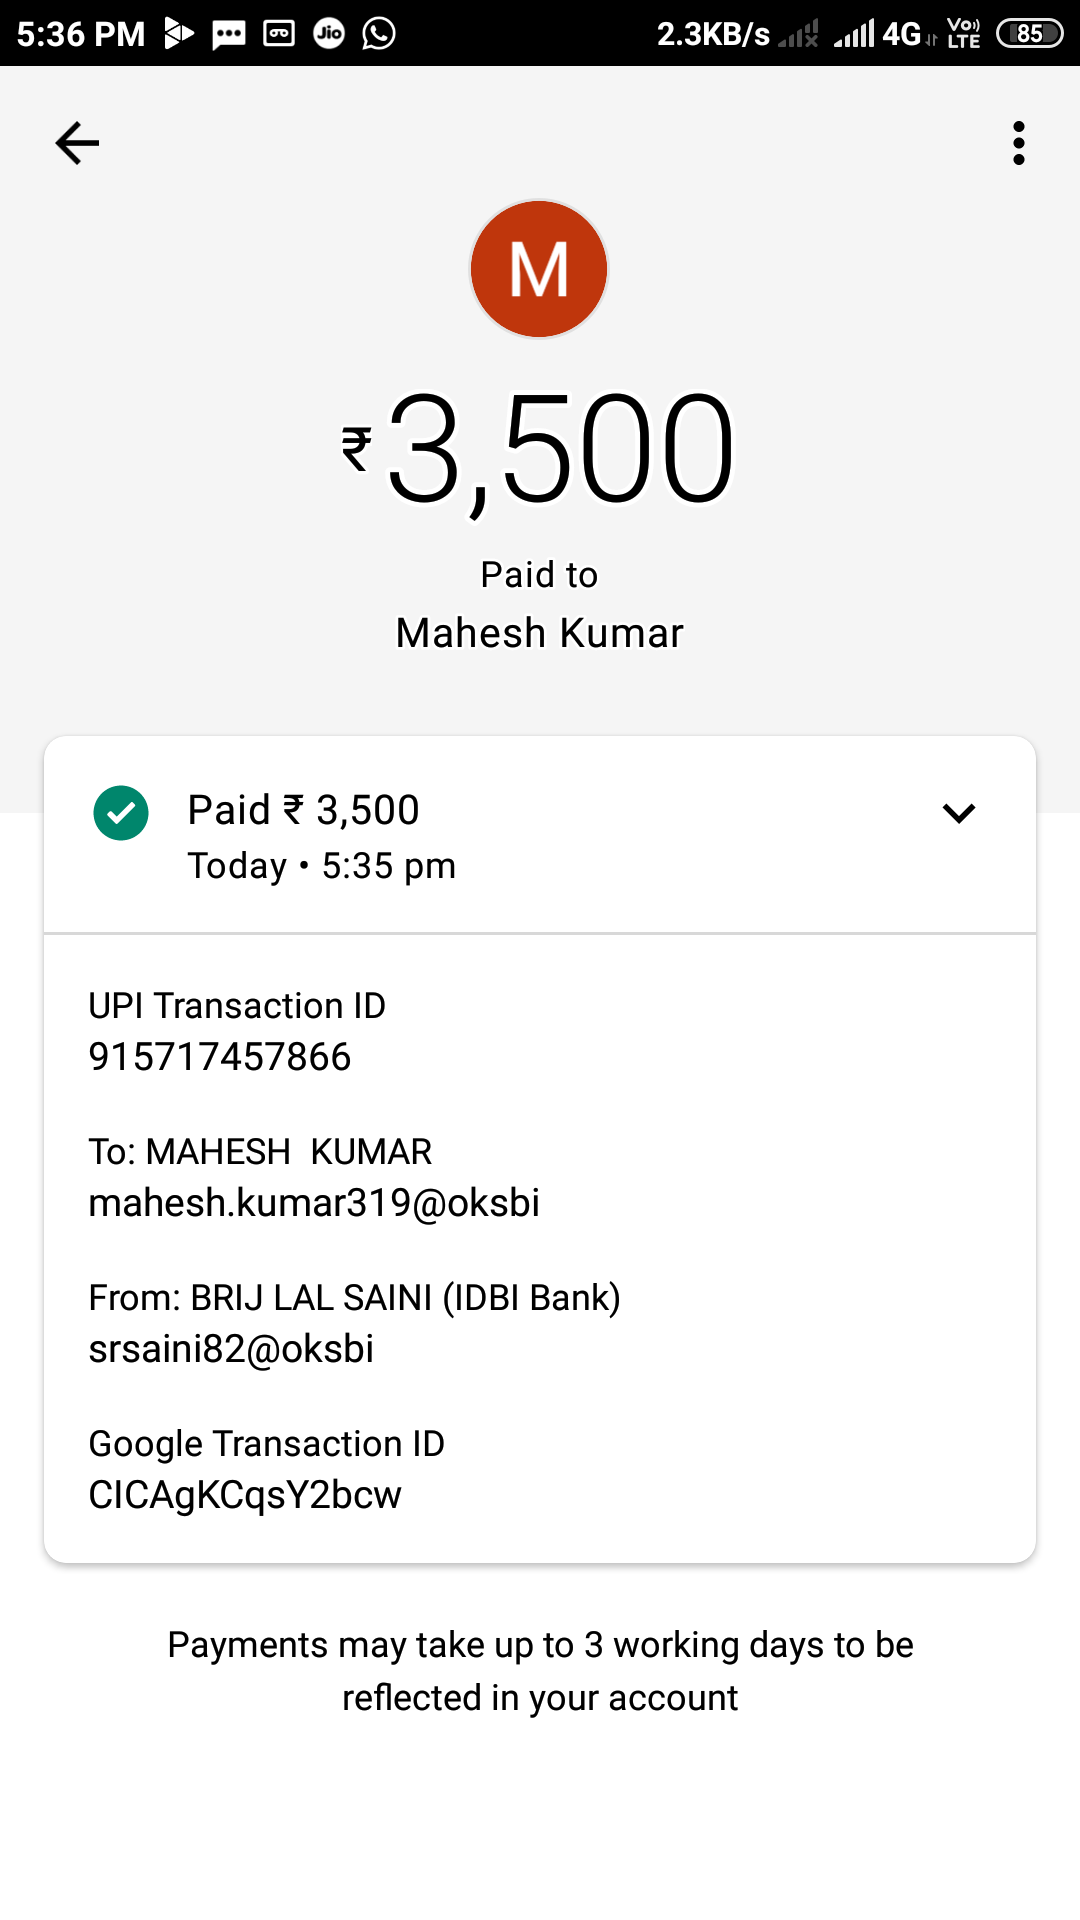 5:36 PM Jio 2.3KB/s 4G Vo)) LTE 85
M
₹3,500
Paid to
Mahesh Kumar
Paid ₹ 3,500
Today • 5:35 pm
UPI Transaction ID
915717457866
To: MAHESH  KUMAR
mahesh.kumar319@oksbi
From: BRIJ LAL SAINI (IDBI Bank)
srsaini82@oksbi
Google Transaction ID
CICAgKCqsY2bcw
Payments may take up to 3 working days to be
reflected in your account